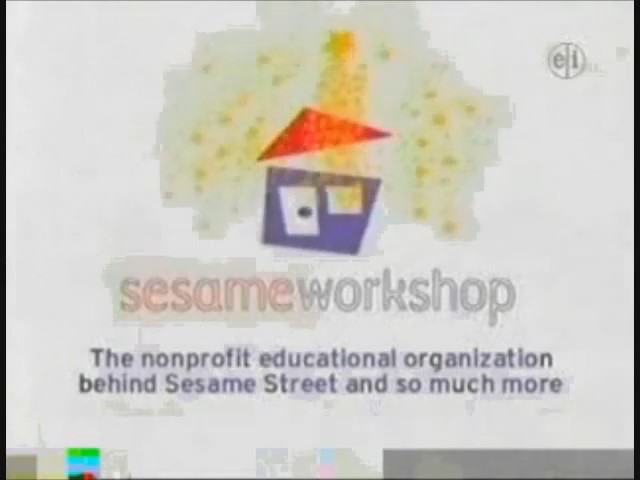 e/i
sesameworkshop
The nonprofit educational organization
behind Sesame Street and so much more